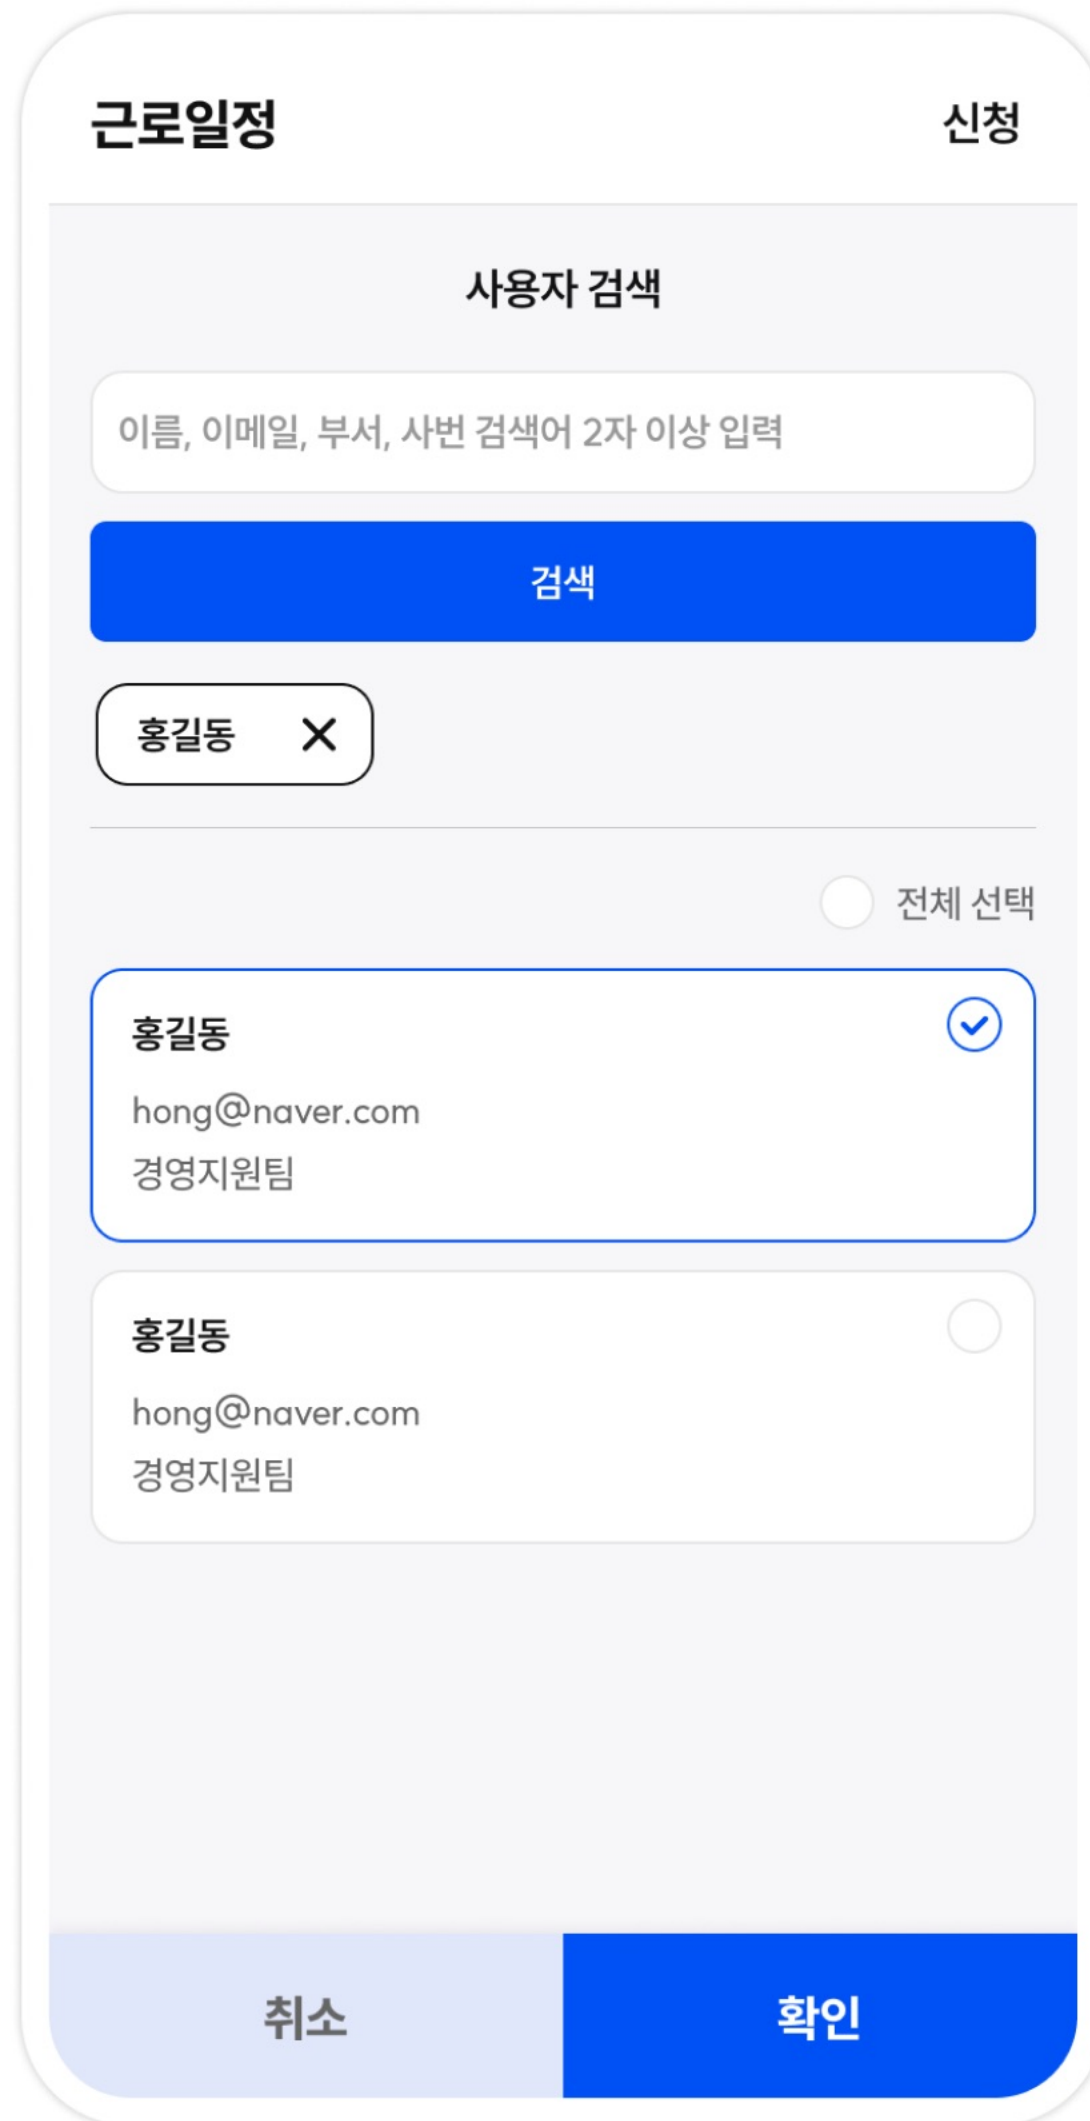 근로일정
신청
사용자 검색
이름, 이메일, 부서, 사번 검색어 2자 이상 입력
검색
홍길동
전체 선택
홍길동
hong@naver.com
경영지원팀
홍길동
hong@naver.com
경영지원팀
취소
확인